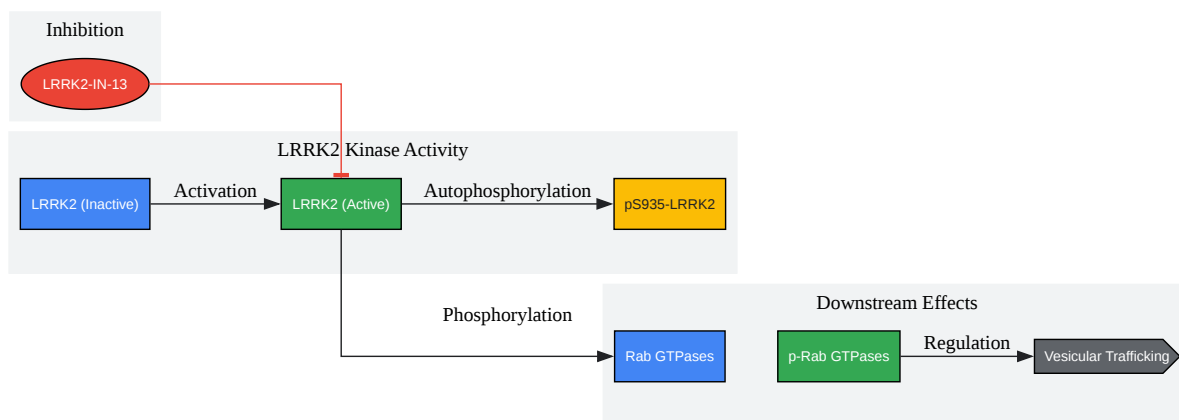 Inhibition
LRRK2-IN-13
LRRK2 Kinase Activity
LRRK2 (Inactive)
Activation
LRRK2 (Active)
Autophosphorylation
pS935-LRRK2
Phosphorylation
Downstream Effects
Rab GTPases
p-Rab GTPases
Regulation
Vesicular Trafficking